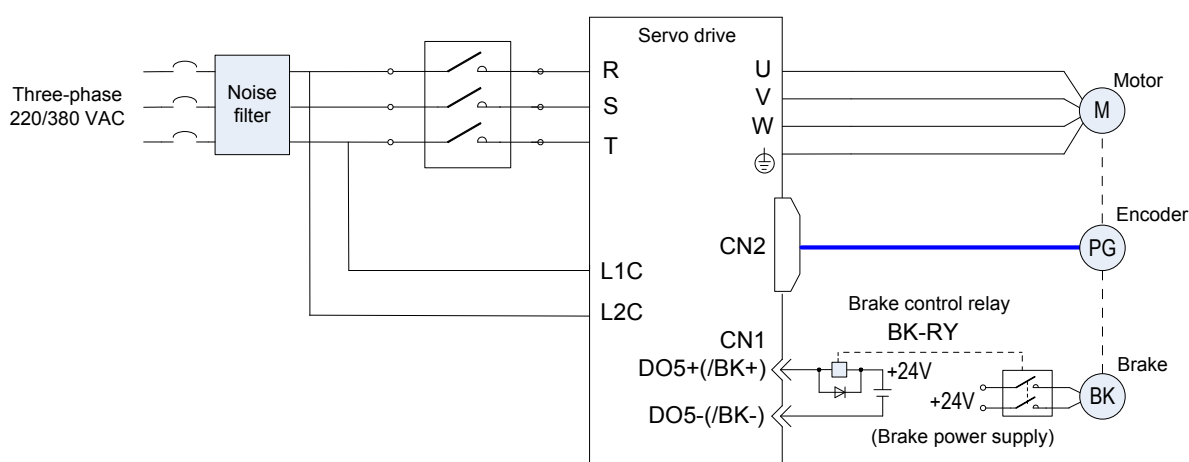 Servo drive
Three-phase
220/380 VAC
Noise
filter
R
S
T
L1C
L2C
U
V
W
Motor
M
CN2
Encoder
PG
Brake control relay
BK-RY
CN1
DO5+(/BK+)
+24V
DO5-(/BK-)
+24V
Brake
BK
(Brake power supply)